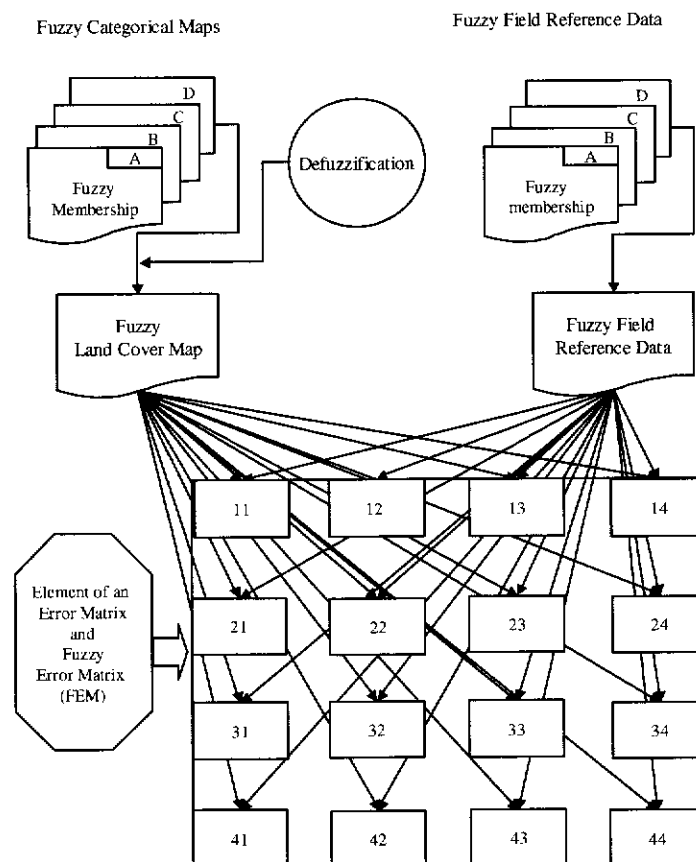 Fuzzy Categorical Maps
Fuzzy Field Reference Data
D
C
B
A
Fuzzy
Membership
Defuzzification
D
C
B
A
Fuzzy
membership
Fuzzy
Land Cover Map
Fuzzy Field
Reference Data
11
12
13
14
Element of an
Error Matrix
and
Fuzzy
Error Matrix
(FEM)
21
22
23
24
31
32
33
34
41
42
43
44